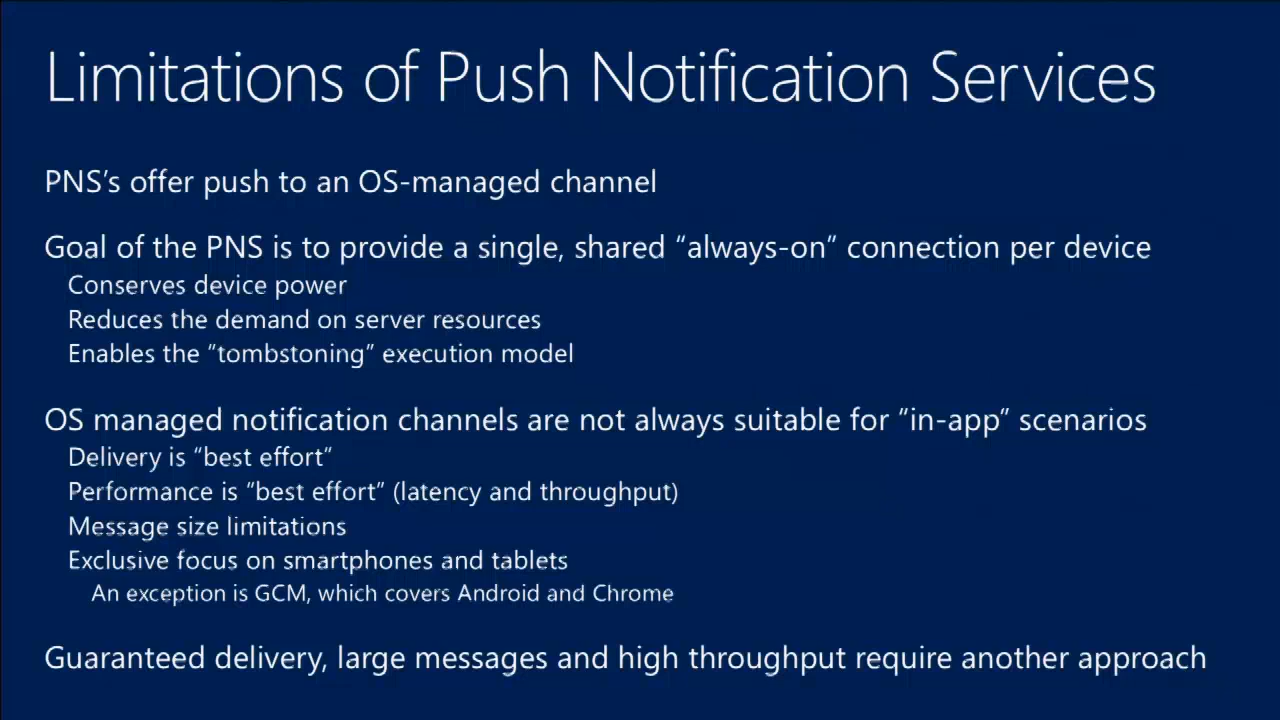 Limitations of Push Notification Services
PNS's offer push to an OS-managed channel
Goal of the PNS is to provide a single, shared “always-on” connection per device
Conserves device power
Reduces the demand on server resources
Enables the “tombstoning” execution model
OS managed notification channels are not always suitable for “in-app” scenarios
Delivery is “best effort“
Performance is “best effort” (latency and throughput)
Message size limitations
Exclusive focus on smartphones and tablets
An exception is GCM, which covers Android and Chrome
Guaranteed delivery, large messages and high throughput require another approach